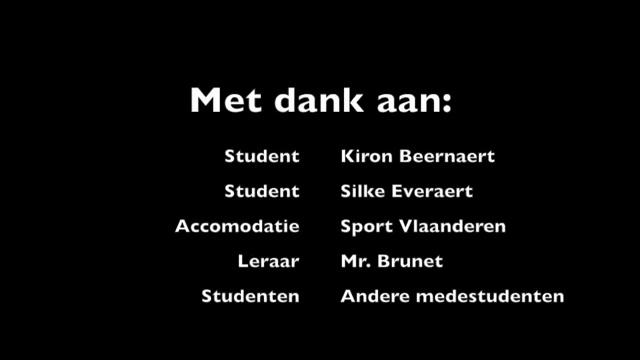 Met dank aan:
Student Kiron Beernaert
Student Silke Everaert
Accomodatie Sport Vlaanderen
Leraar Mr. Brunet
Studenten Andere medestudenten